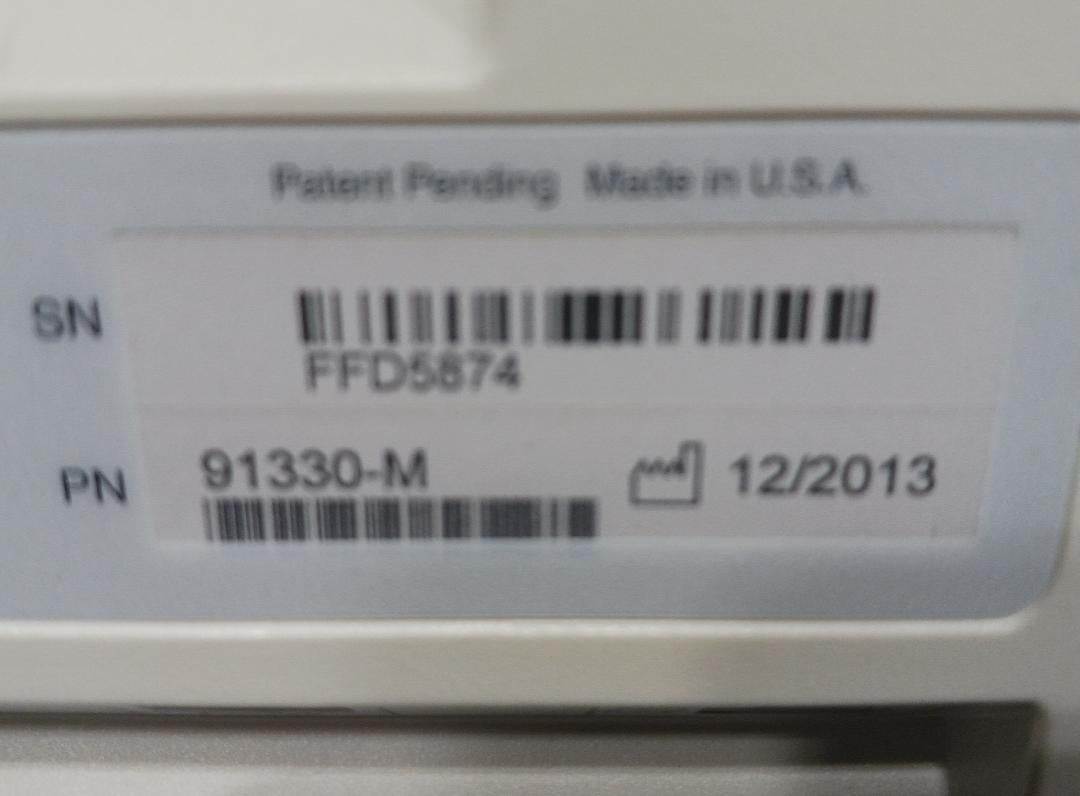 Patent Pending Made in U.S.A.
SN
FFD5874
PN 91330-M 12/2013